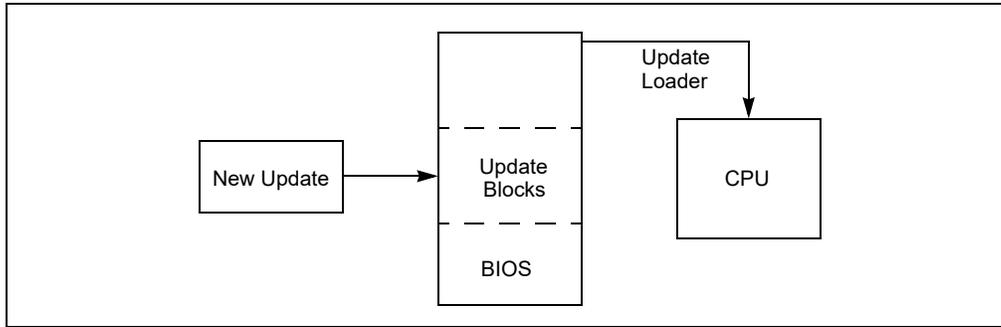 Update
Loader
New Update
Update
Blocks
CPU
BIOS